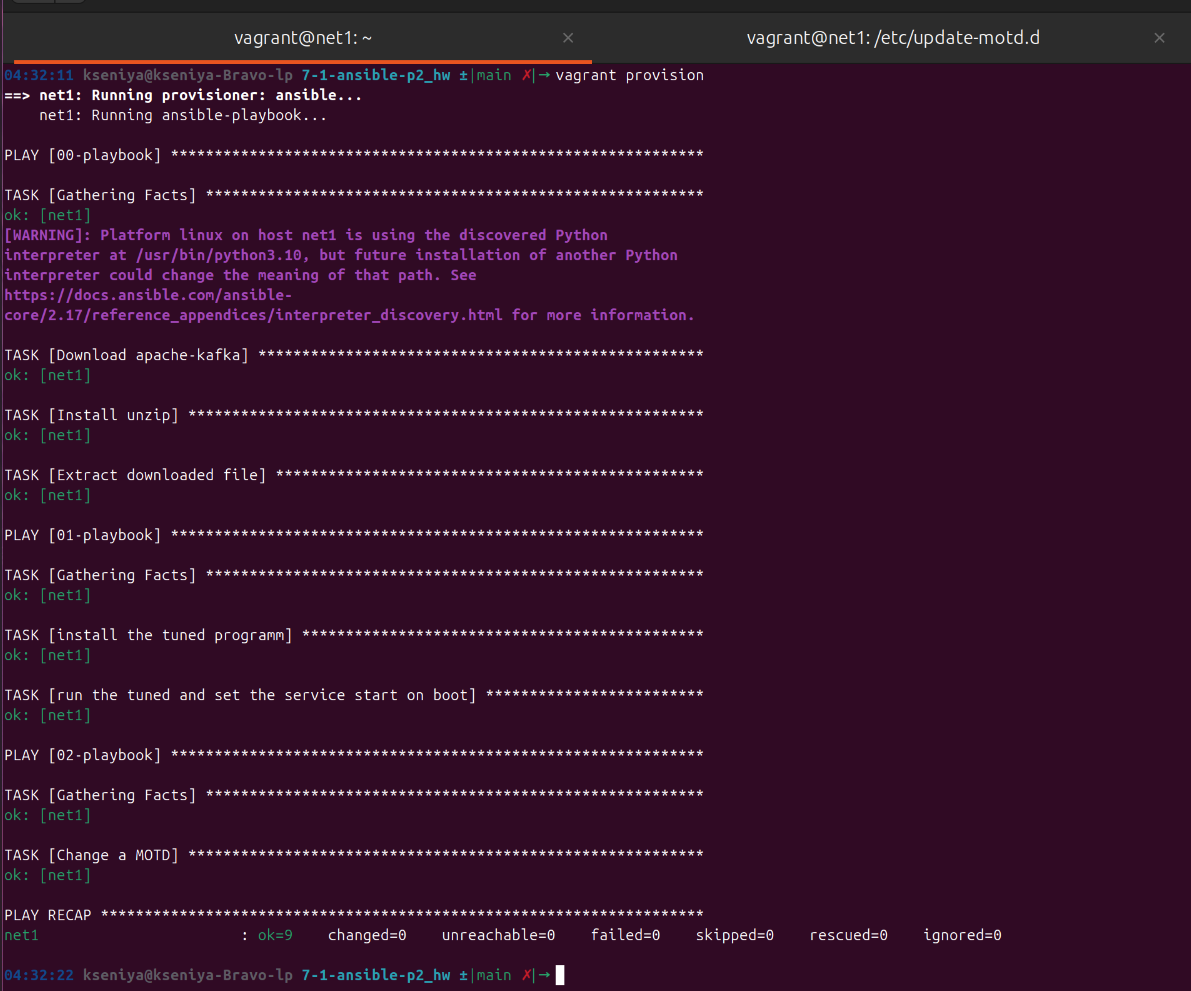 vagrant@net1: ~ ×
vagrant@net1: /etc/update-motd.d ×
04:32:11 kseniya@kseniya-Bravo-lp 7-1-ansible-p2_hw ±|main ✗|→ vagrant provision
==> net1: Running provisioner: ansible...
    net1: Running ansible-playbook...
PLAY [00-playbook] *************************************************************
TASK [Gathering Facts] *********************************************************
ok: [net1]
[WARNING]: Platform linux on host net1 is using the discovered Python
interpreter at /usr/bin/python3.10, but future installation of another Python
interpreter could change the meaning of that path. See
https://docs.ansible.com/ansible-
core/2.17/reference_appendices/interpreter_discovery.html for more information.
TASK [Download apache-kafka] ***************************************************
ok: [net1]
TASK [Install unzip] ***********************************************************
ok: [net1]
TASK [Extract downloaded file] *************************************************
ok: [net1]
PLAY [01-playbook] *************************************************************
TASK [Gathering Facts] *********************************************************
ok: [net1]
TASK [install the tuned programm] **********************************************
ok: [net1]
TASK [run the tuned and set the service start on boot] *************************
ok: [net1]
PLAY [02-playbook] *************************************************************
TASK [Gathering Facts] *********************************************************
ok: [net1]
TASK [Change a MOTD] ***********************************************************
ok: [net1]
PLAY RECAP *********************************************************************
net1                       : ok=9    changed=0    unreachable=0    failed=0    skipped=0    rescued=0    ignored=0
04:32:22 kseniya@kseniya-Bravo-lp 7-1-ansible-p2_hw ±|main ✗|→